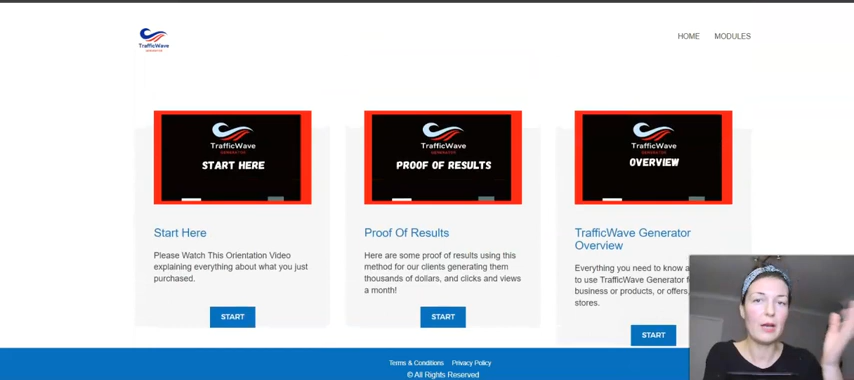 TrafficWave
GENERATOR
HOME MODULES
TrafficWave
GENERATOR
START HERE
TrafficWave
GENERATOR
PROOF OF RESULTS
TrafficWave
GENERATOR
OVERVIEW
Start Here
Please Watch This Orientation Video
explaining everything about what you just
purchased.
START
Proof Of Results
Here are some proof of results using this
method for our clients generating them
thousands of dollars, and clicks and views
a month!
START
TrafficWave Generator
Overview
Everything you need to know a
to use TrafficWave Generator
business or products, or offers,
stores.
START
Terms & Conditions Privacy Policy
© All Rights Reserved